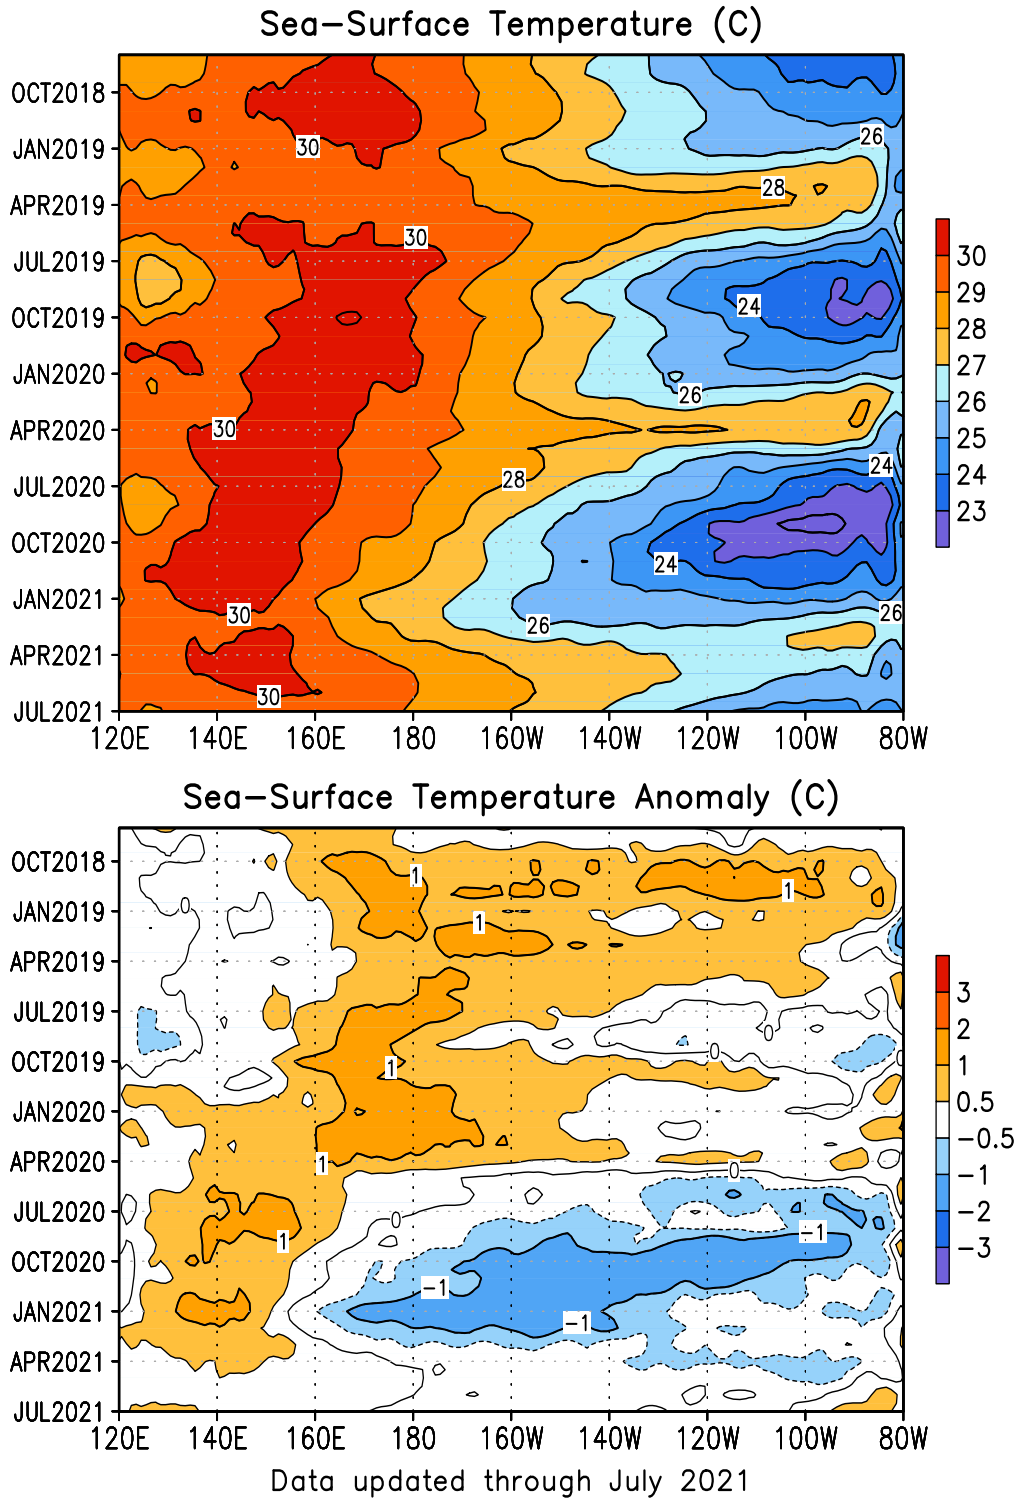 Sea-Surface Temperature (C)
OCT2018
JAN2019
APR2019
JUL2019
OCT2019
JAN2020
APR2020
JUL2020
OCT2020
JAN2021
APR2021
JUL2021
30
26
28
30
24
26
30
28
24
24
30
26
26
30
30
29
28
27
26
25
24
23
120E 140E 160E 180 160W 140W 120W 100W 80W
Sea-Surface Temperature Anomaly (C)
OCT2018
JAN2019
APR2019
JUL2019
OCT2019
JAN2020
APR2020
JUL2020
OCT2020
JAN2021
APR2021
JUL2021
1
1
0
1
0
0
1
1
0
0
1
-1
-1
-1
3
2
1
0.5
-0.5
-1
-2
-3
120E 140E 160E 180 160W 140W 120W 100W 80W
Data updated through July 2021